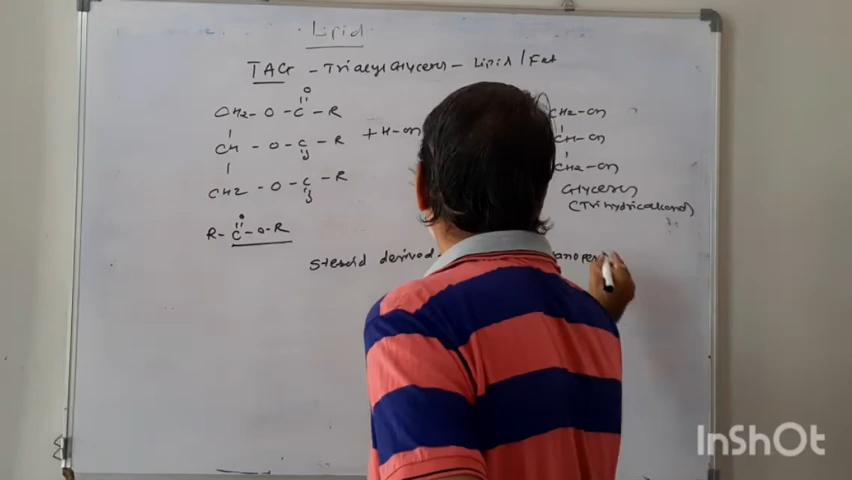 Lipid
TAG - Triacyl Glycerol - Lipid / Fat
O
CH2 - O - C - R
CH - O - C - R
O
CH2 - O - C - R
O
+ H - OH
CH2 - OH
CH - OH
CH2 - OH
Glycerol
(Trihydric alcohol)
O
R - C - O - R
Steroid derived
InShOt